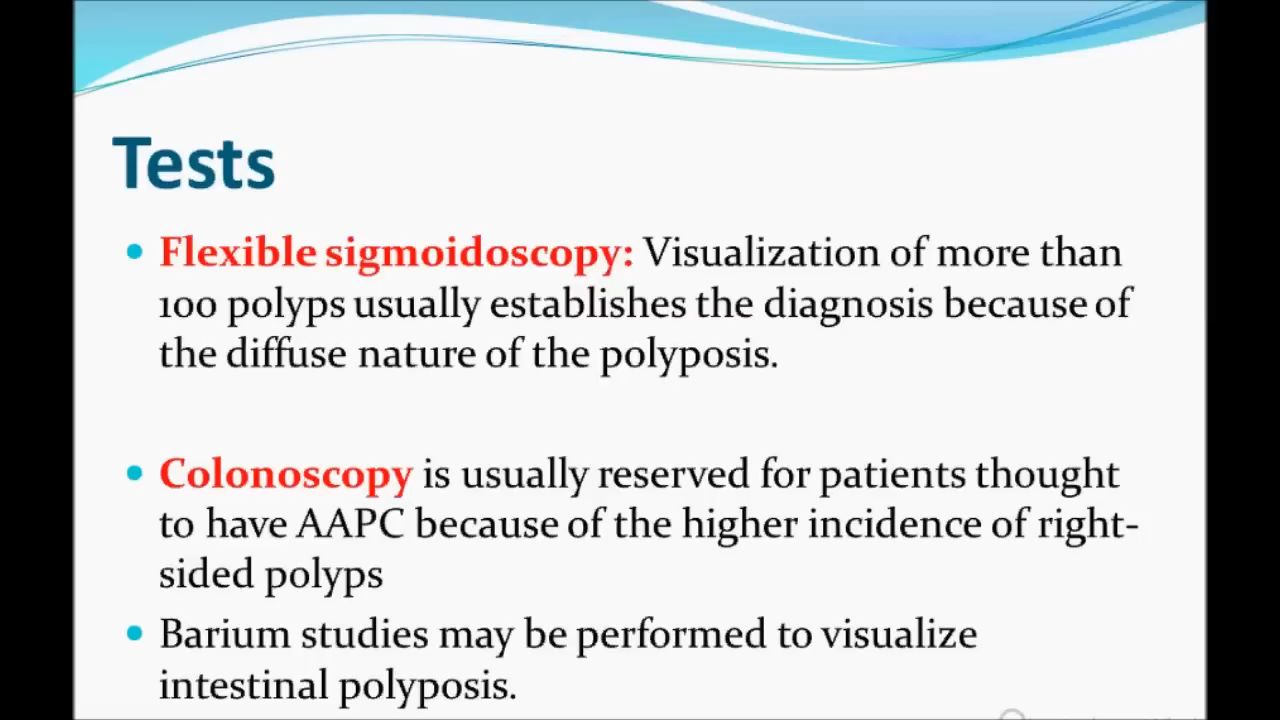 Tests
• Flexible sigmoidoscopy: Visualization of more than
100 polyps usually establishes the diagnosis because of
the diffuse nature of the polyposis.
• Colonoscopy is usually reserved for patients thought
to have AAPC because of the higher incidence of right-
sided polyps
• Barium studies may be performed to visualize
intestinal polyposis.